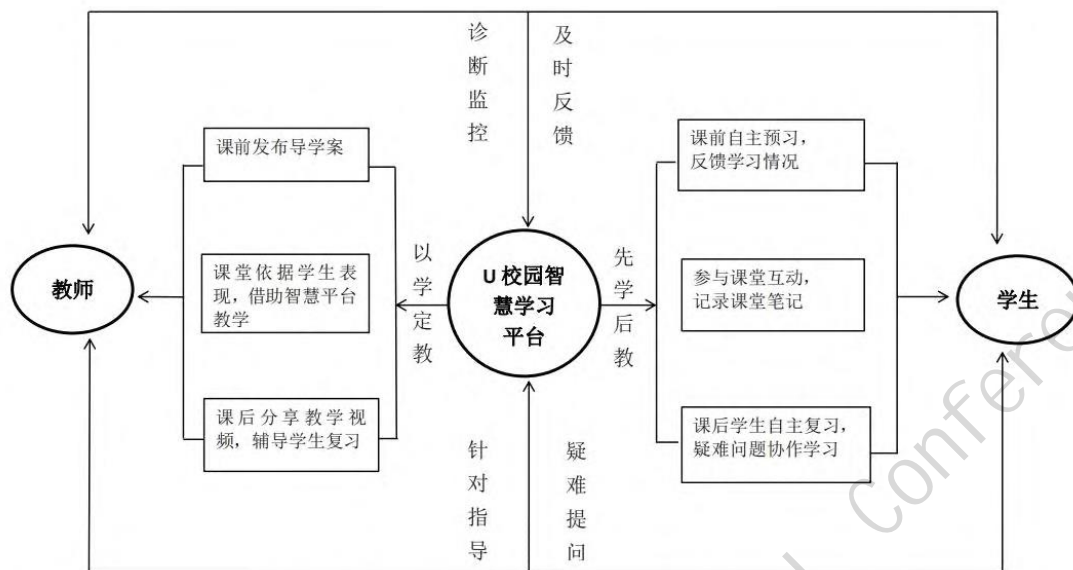 诊断监控
及时反馈
课前发布导学案
课前自主预习，
反馈学习情况
教师
课堂依据学生表
现，借助智慧平台
教学
以学定教
U校园智
慧学习
平台
先学后教
参与课堂互动，
记录课堂笔记
学生
课后分享教学视
频，辅导学生复习
课后学生自主复习，
疑难问题协作学习
针对指导
疑难提问
Conferen